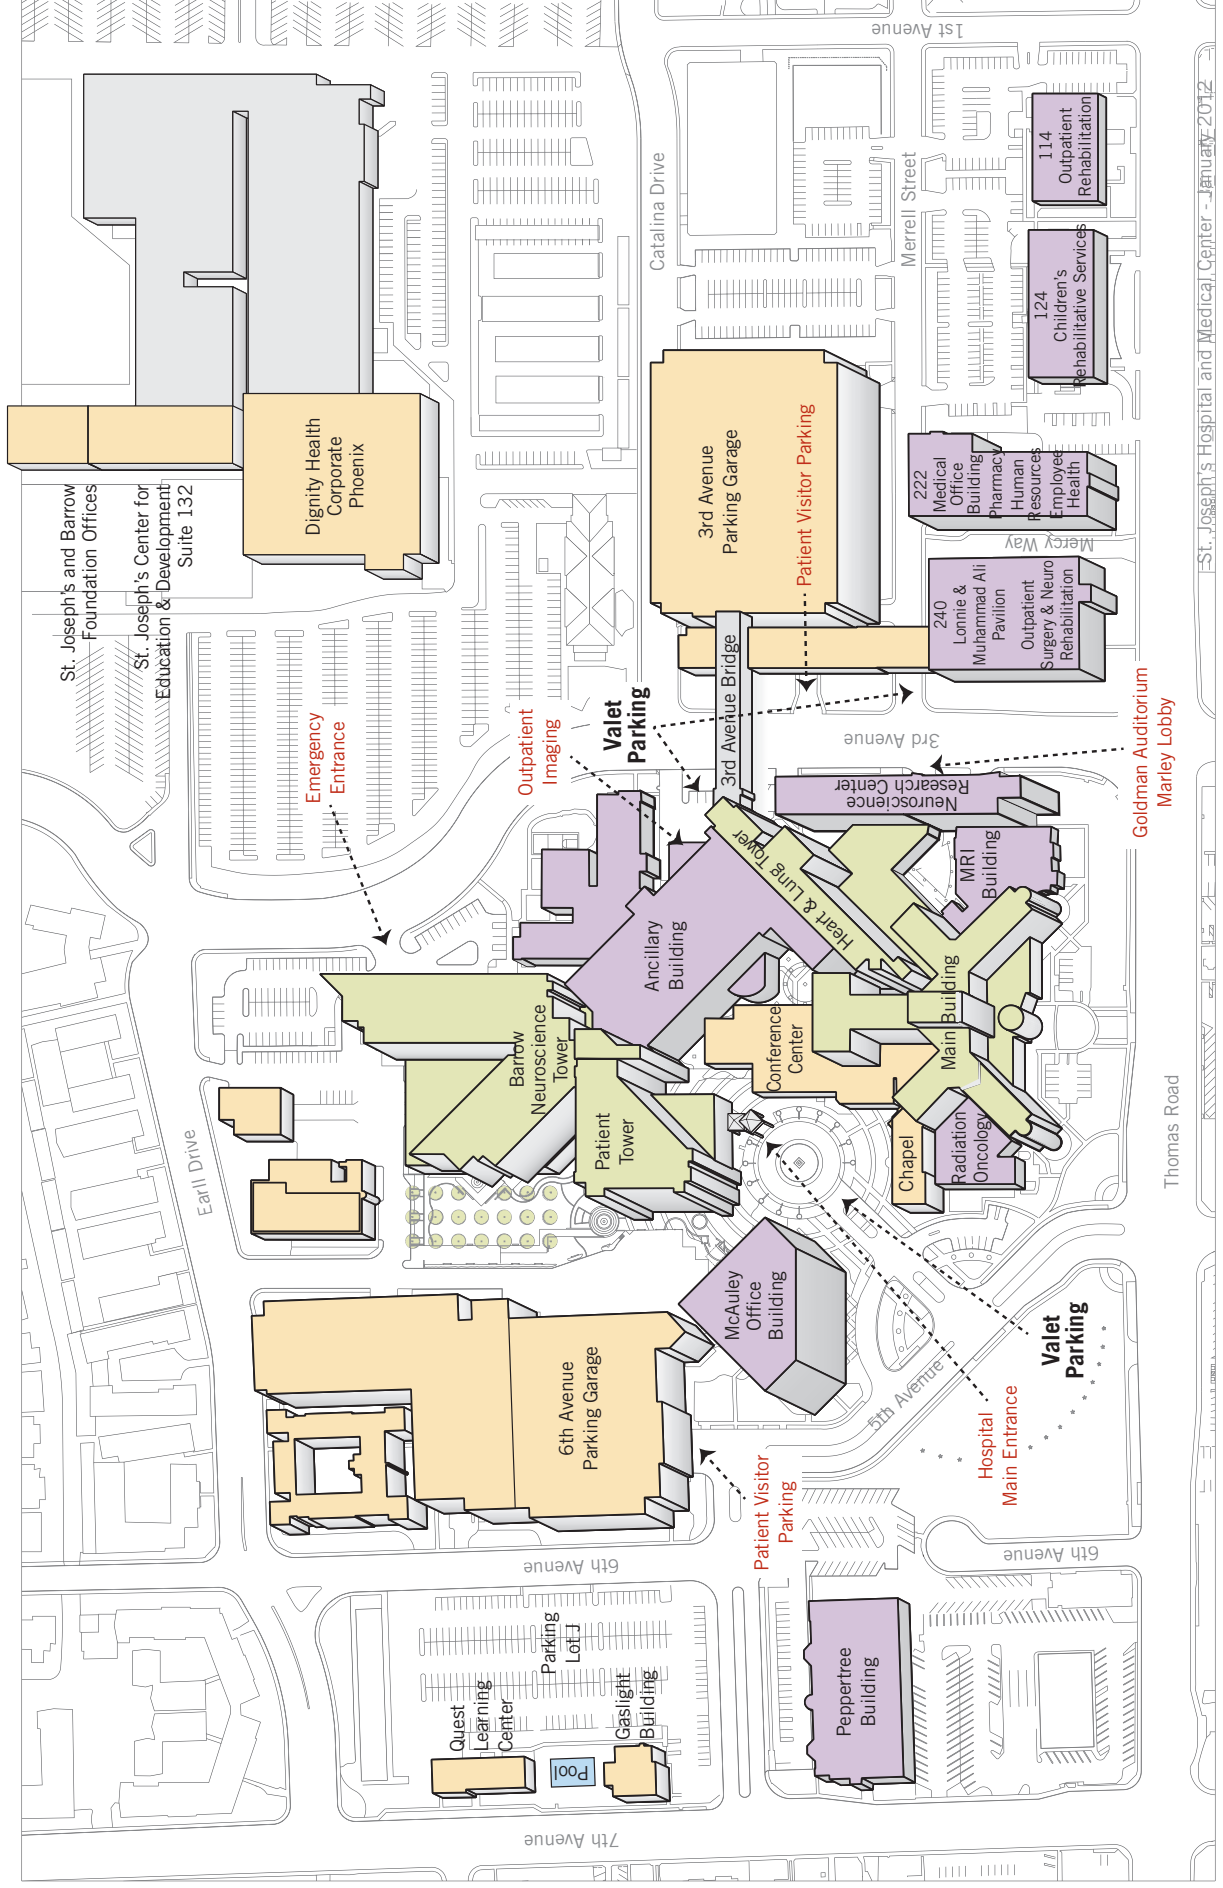 St. Joseph's and Barrow
Foundation Offices
St. Joseph's Center for
Education & Development
Suite 132
Dignity Health
Corporate
Phoenix
Catalina Drive
Merrell Street
1st Avenue
114
Outpatient
Rehabilitation
124
Children's
Rehabilitative Services
222
Medical
Office
Building
Pharmacy
Human
Resources
Employee
Health
Mercy Way
240
Lonnie &
Muhammad Ali
Pavilion
Outpatient
Surgery & Neuro
Rehabilitation
3rd Avenue
Parking Garage
Patient Visitor Parking
3rd Avenue Bridge
3rd Avenue
Valet
Parking
Outpatient
Imaging
Emergency
Entrance
Goldman Auditorium
Marley Lobby
Neuroscience
Research Center
MRI
Building
Heart & Lung Tower
Ancillary
Building
Main Building
Conference
Center
Barrow
Neuroscience
Tower
Patient
Tower
Chapel
Radiation
Oncology
Thomas Road
Earll Drive
McAuley
Office
Building
Valet
Parking
5th Avenue
Hospital
Main Entrance
6th Avenue
Parking Garage
Patient Visitor
Parking
6th Avenue
6th Avenue
Parking
Lot J
Quest
Learning
Center
Gaslight
Building
Pool
Peppertree
Building
7th Avenue
St. Joseph's Hospital and Medical Center - January 2012